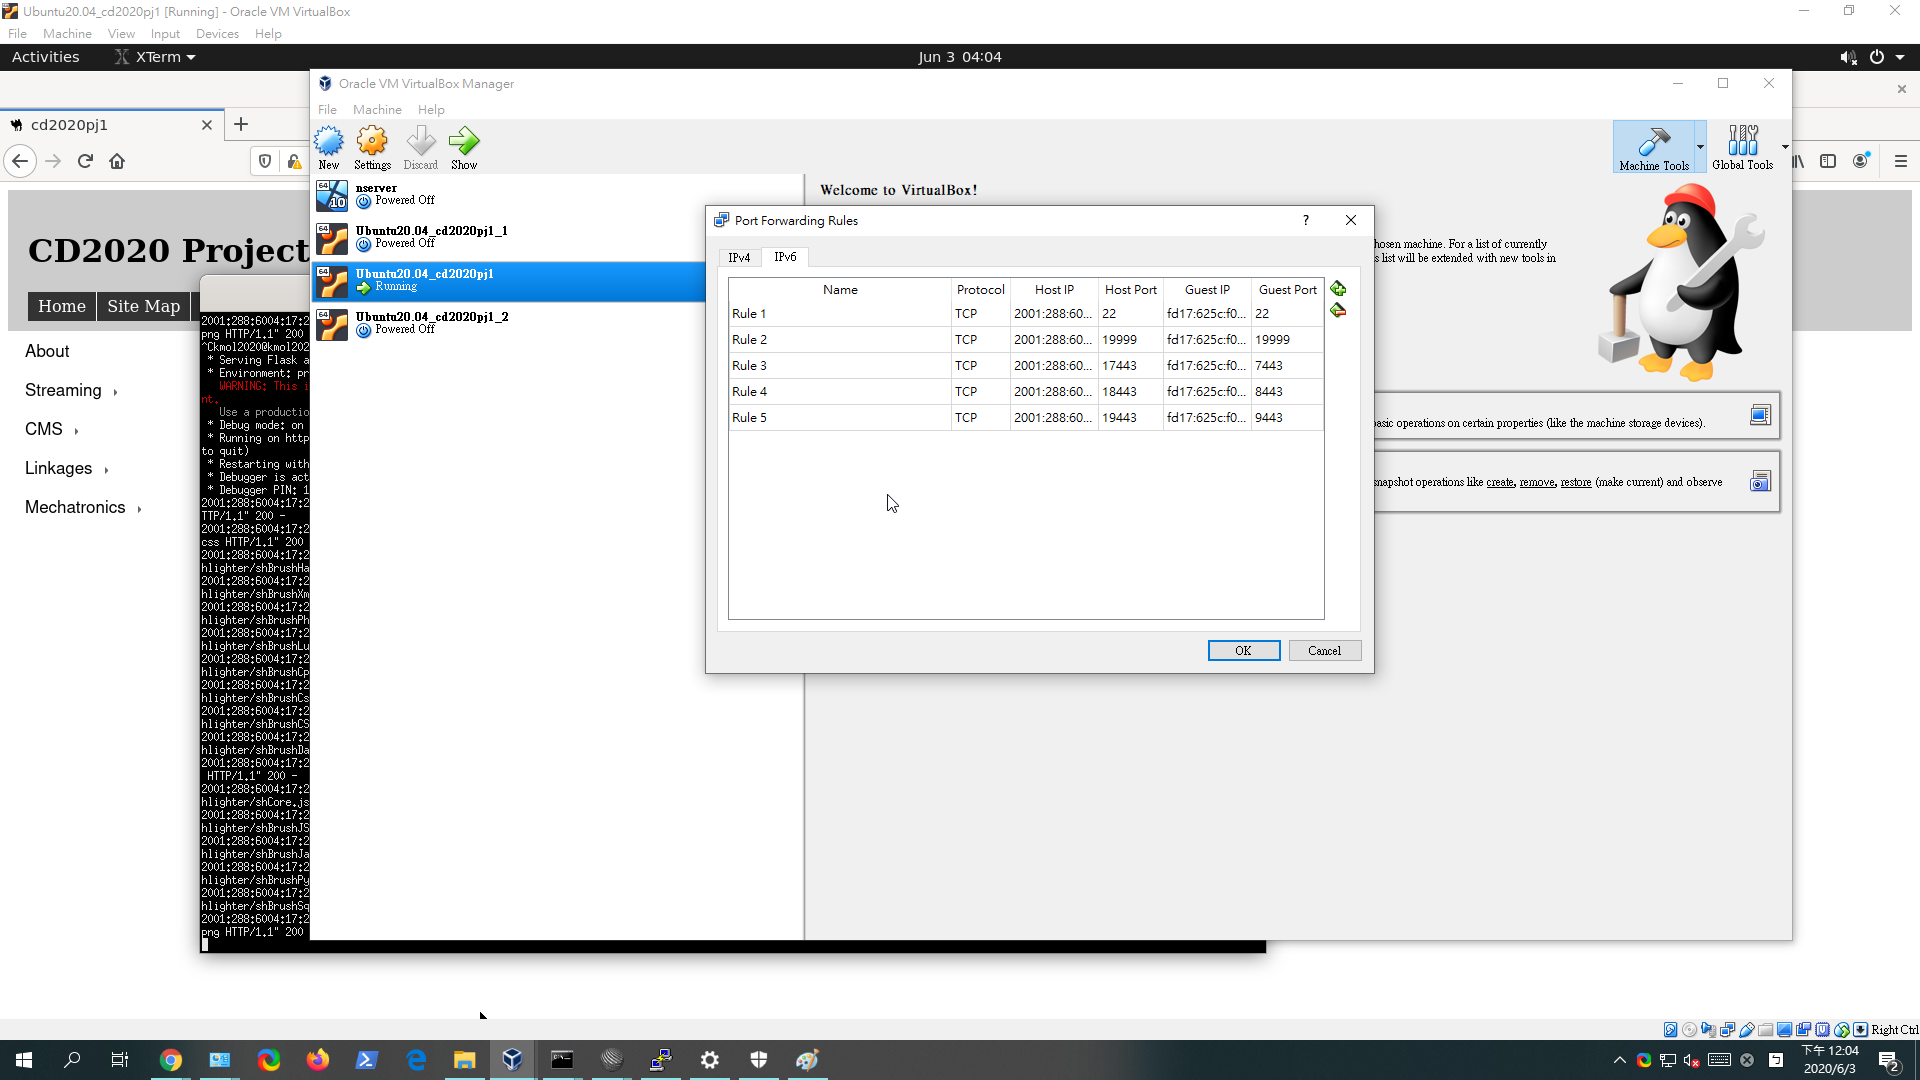 Ubuntu20.04_cd2020pj1 [Running] - Oracle VM VirtualBox
File Machine View Input Devices Help
Activities XTerm Jun 3 04:04
Oracle VM VirtualBox Manager
File Machine Help
cd2020pj1
New Settings Discard Show
Machine Tools Global Tools
nserver
Powered Off
Ubuntu20.04_cd2020pj1_1
Powered Off
Ubuntu20.04_cd2020pj1
Running
Ubuntu20.04_cd2020pj1_2
Powered Off
Welcome to VirtualBox!
hosen machine. For a list of currently
s list will be extended with new tools in
asic operations on certain properties (like the machine storage devices).
snapshot operations like create, remove, restore (make current) and observe
Port Forwarding Rules ?
IPv4 IPv6
Name Protocol Host IP Host Port Guest IP Guest Port
Rule 1 TCP 2001:288:60... 22 fd17:625c:f0... 22
Rule 2 TCP 2001:288:60... 19999 fd17:625c:f0... 19999
Rule 3 TCP 2001:288:60... 17443 fd17:625c:f0... 7443
Rule 4 TCP 2001:288:60... 18443 fd17:625c:f0... 8443
Rule 5 TCP 2001:288:60... 19443 fd17:625c:f0... 9443
OK Cancel
CD2020 Project
Home Site Map
About
Streaming
CMS
Linkages
Mechatronics
2001:288:6004:17:2
png HTTP/1.1" 200
^Ckmol2020@kmol202
* Serving Flask a
* Environment: pr
WARNING: This i
nt.
Use a productio
* Debug mode: on
* Running on http
to quit)
* Restarting with
* Debugger is act
* Debugger PIN: 1
2001:288:6004:17:2
TTP/1.1" 200 -
2001:288:6004:17:2
css HTTP/1.1" 200
2001:288:6004:17:2
hlighter/shBrushHa
2001:288:6004:17:2
hlighter/shBrushXm
2001:288:6004:17:2
hlighter/shBrushPh
2001:288:6004:17:2
hlighter/shBrushLu
2001:288:6004:17:2
hlighter/shBrushCp
2001:288:6004:17:2
hlighter/shBrushCs
2001:288:6004:17:2
hlighter/shBrushCS
2001:288:6004:17:2
hlighter/shBrushDa
2001:288:6004:17:2
HTTP/1.1" 200 -
2001:288:6004:17:2
hlighter/shCore.js
2001:288:6004:17:2
hlighter/shBrushJS
2001:288:6004:17:2
hlighter/shBrushJa
2001:288:6004:17:2
hlighter/shBrushPy
2001:288:6004:17:2
hlighter/shBrushSq
2001:288:6004:17:2
png HTTP/1.1" 200
Right Ctrl
下午 12:04
2020/6/3
2